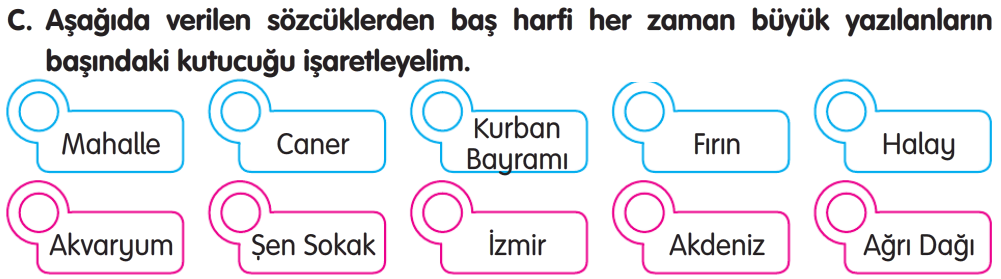 C. Aşağıda verilen sözcüklerden baş harfi her zaman büyük yazılanların
başındaki kutucuğu işaretleyelim.
Mahalle
Caner
Kurban
Bayramı
Fırın
Halay
Akvaryum
Şen Sokak
İzmir
Akdeniz
Ağrı Dağı